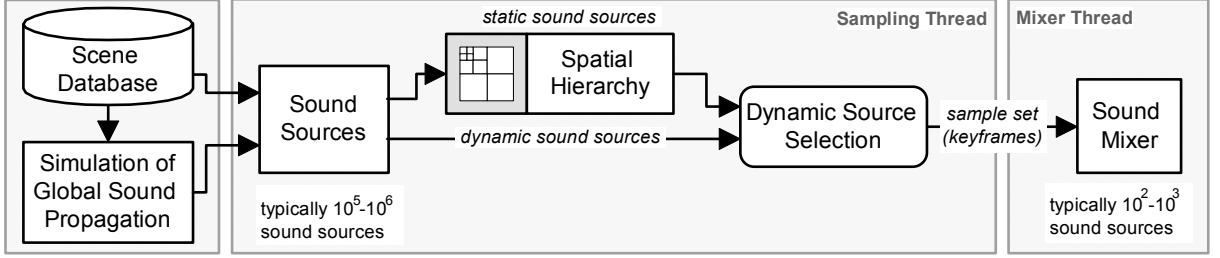 Scene
Database
Simulation of
Global Sound
Propagation
Sound
Sources
typically 10^5-10^6
sound sources
static sound sources
Spatial
Hierarchy
dynamic sound sources
Sampling Thread
Dynamic Source
Selection
sample set
(keyframes)
Mixer Thread
Sound
Mixer
typically 10^2-10^3
sound sources